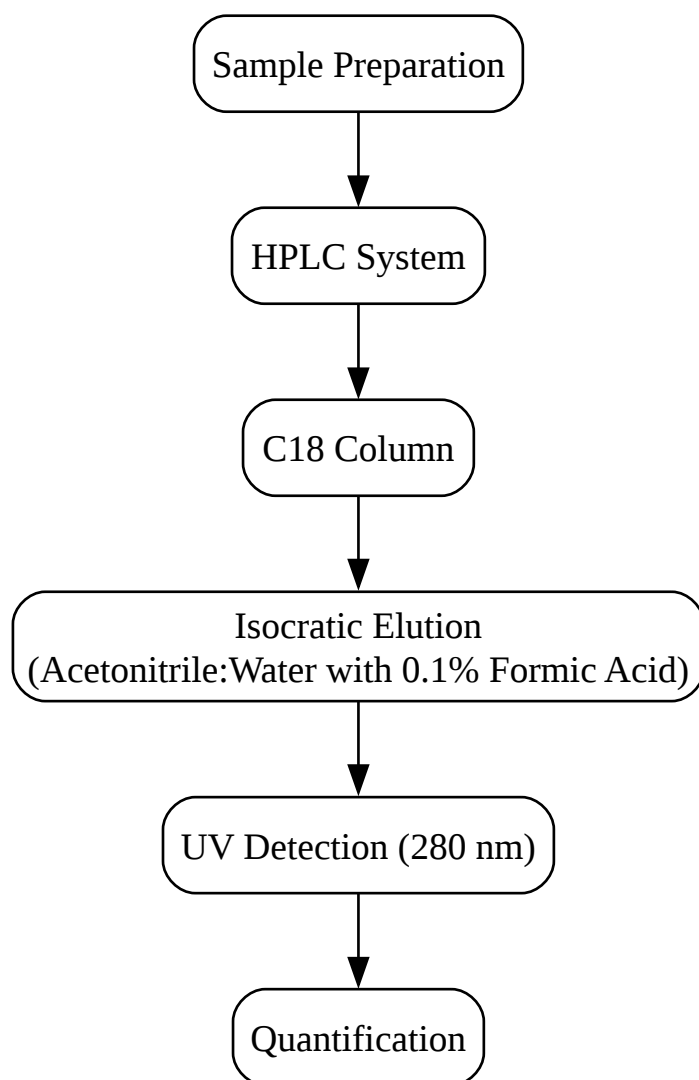 Sample Preparation
HPLC System
C18 Column
Isocratic Elution
(Acetonitrile:Water with 0.1% Formic Acid)
UV Detection (280 nm)
Quantification